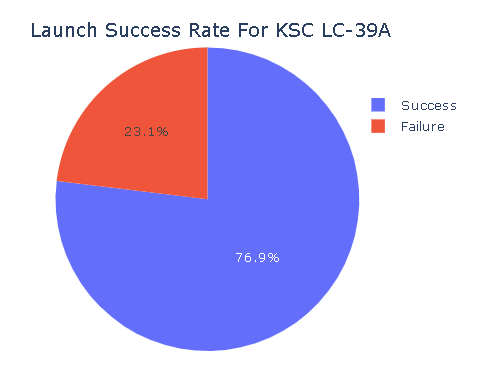 Launch Success Rate For KSC LC-39A
Success
Failure
23.1%
76.9%